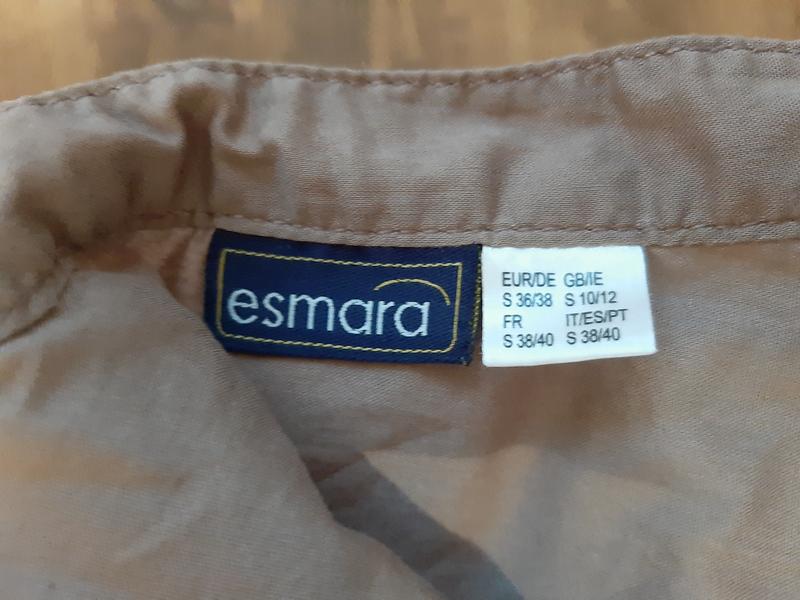 esmara
EUR/DE GB/IE
S 36/38 S 10/12
FR IT/ES/PT
S 38/40 S 38/40